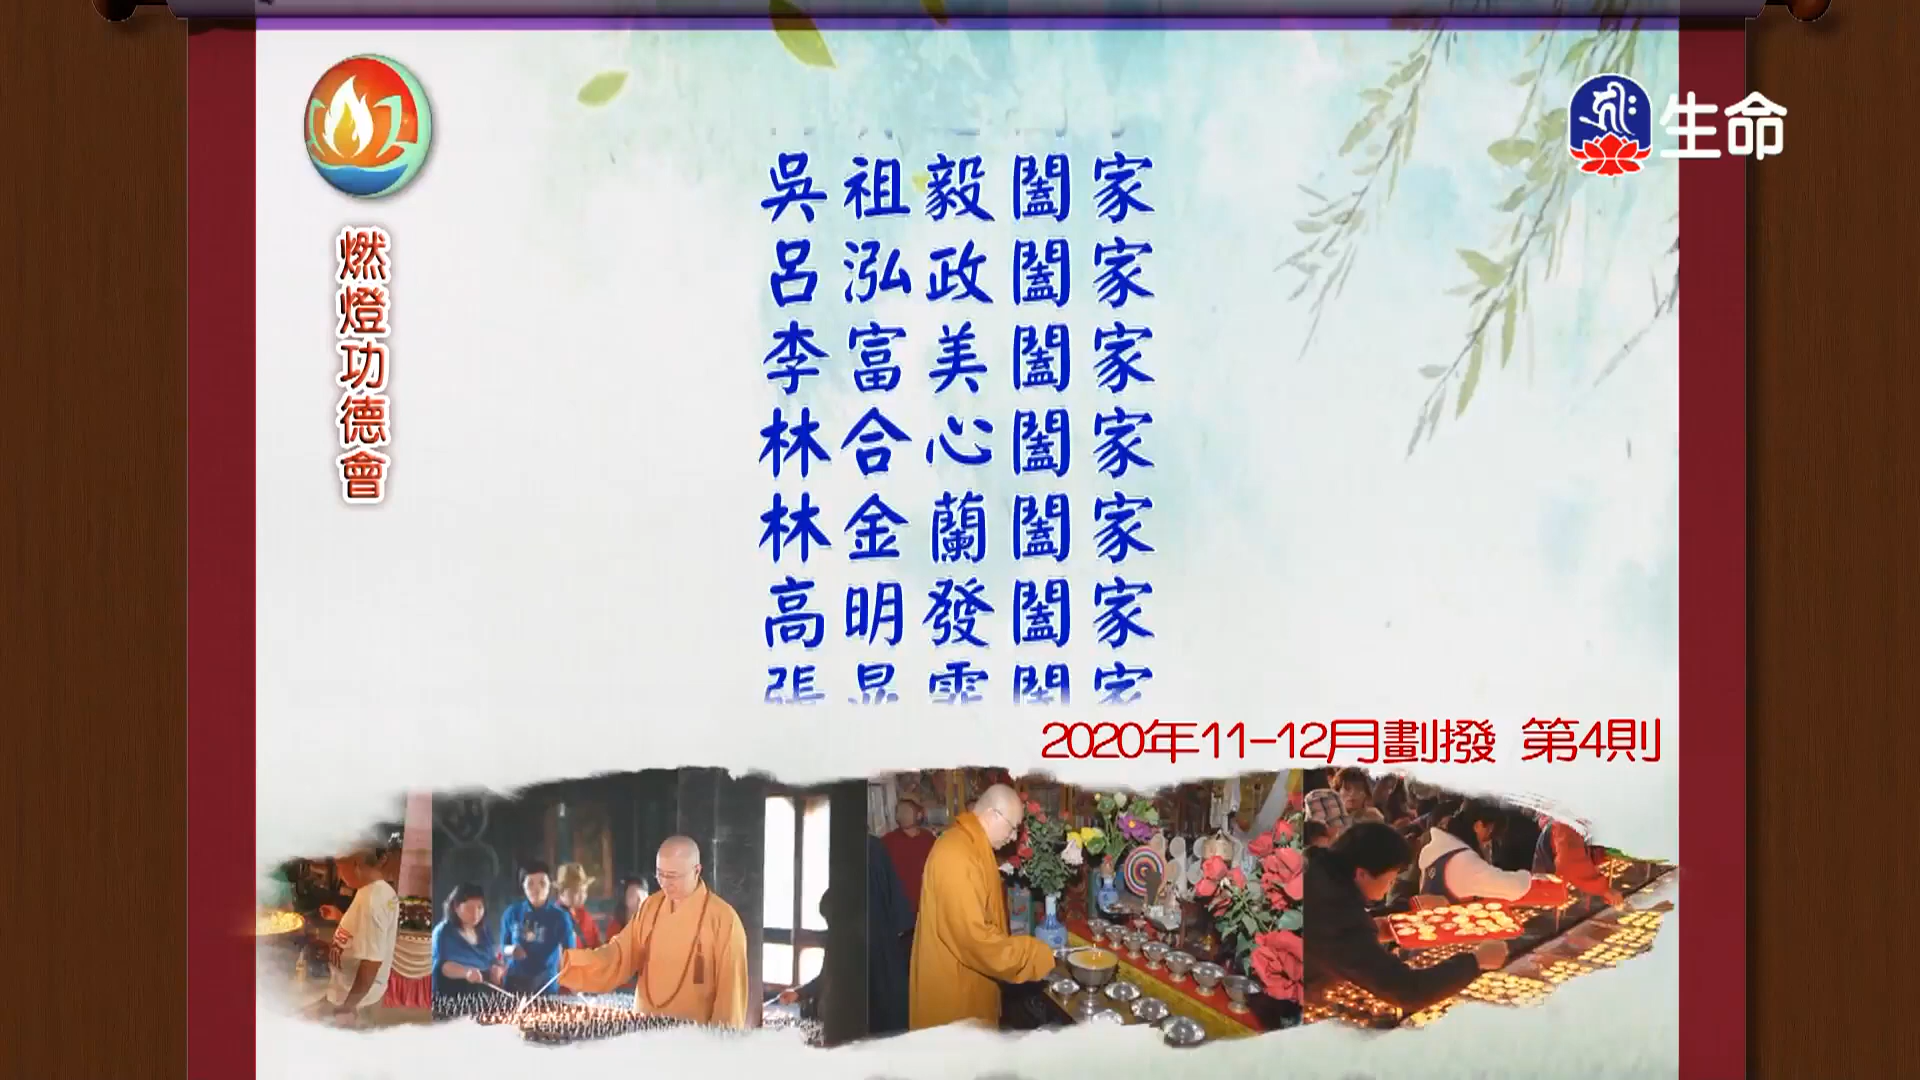 生命
燃燈功德會
吳祖毅闔家
呂泓政闔家
李富美闔家
林合心闔家
林金蘭闔家
高明發闔家
2020年11-12月劃撥 第4則